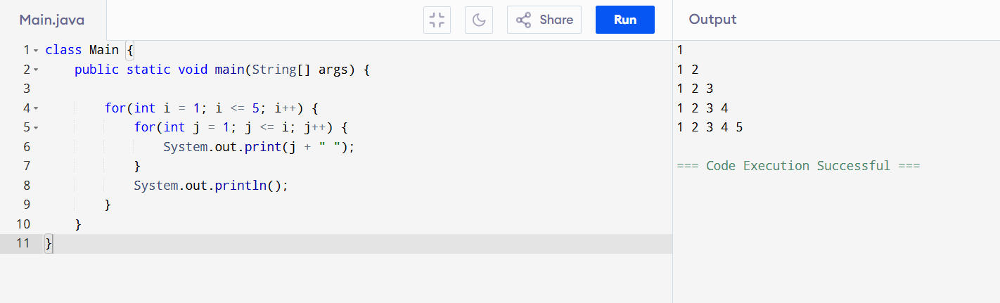 Main.java
Share
Run
Output
1 class Main {
2     public static void main(String[] args) {
3
4         for(int i = 1; i <= 5; i++) {
5             for(int j = 1; j <= i; j++) {
6                 System.out.print(j + " ");
7             }
8             System.out.println();
9         }
10     }
11 }
1
1 2
1 2 3
1 2 3 4
1 2 3 4 5
=== Code Execution Successful ===